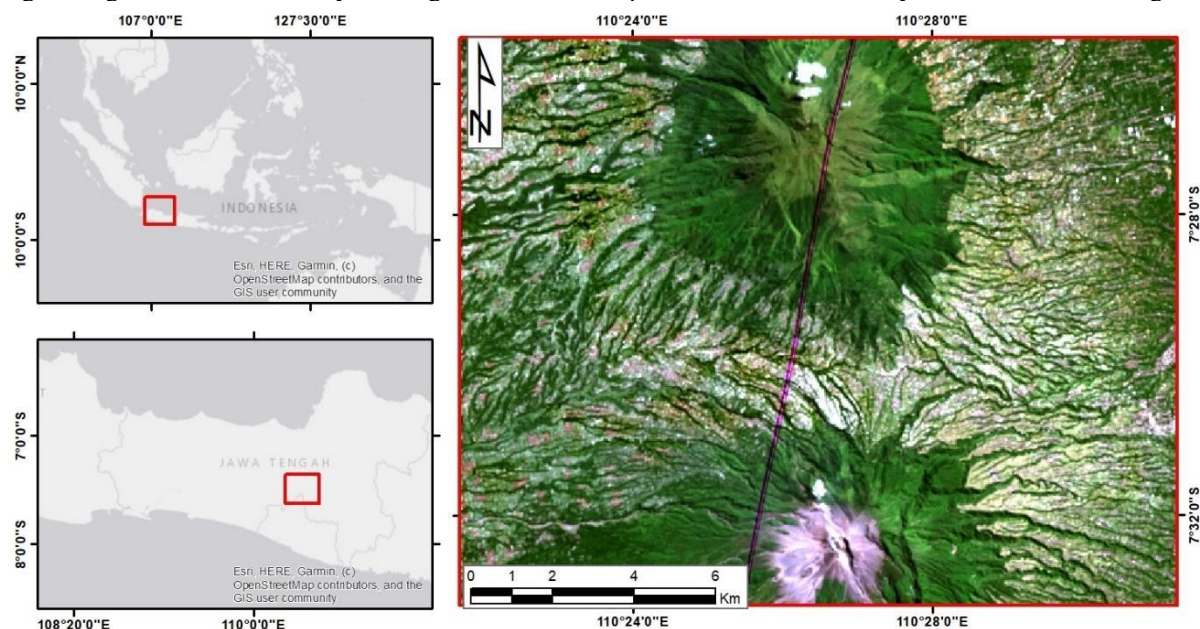 107°0'0"E
127°30'0"E
10°0'0"N
10°0'0"S
INDONESIA
Esri, HERE, Garmin, (c)
OpenStreetMap contributors, and the
GIS user community
7°0'0"S
8°0'0"S
T
JAWA TENGAH
Esri, HERE, Garmin, (c)
OpenStreetMap contributors, and the
GIS user community
108°20'0"E
110°0'0"E
110°24'0"E
110°28'0"E
N
7°28'0"S
7°32'0"S
0 1 2 4 6
Km
110°24'0"E
110°28'0"E